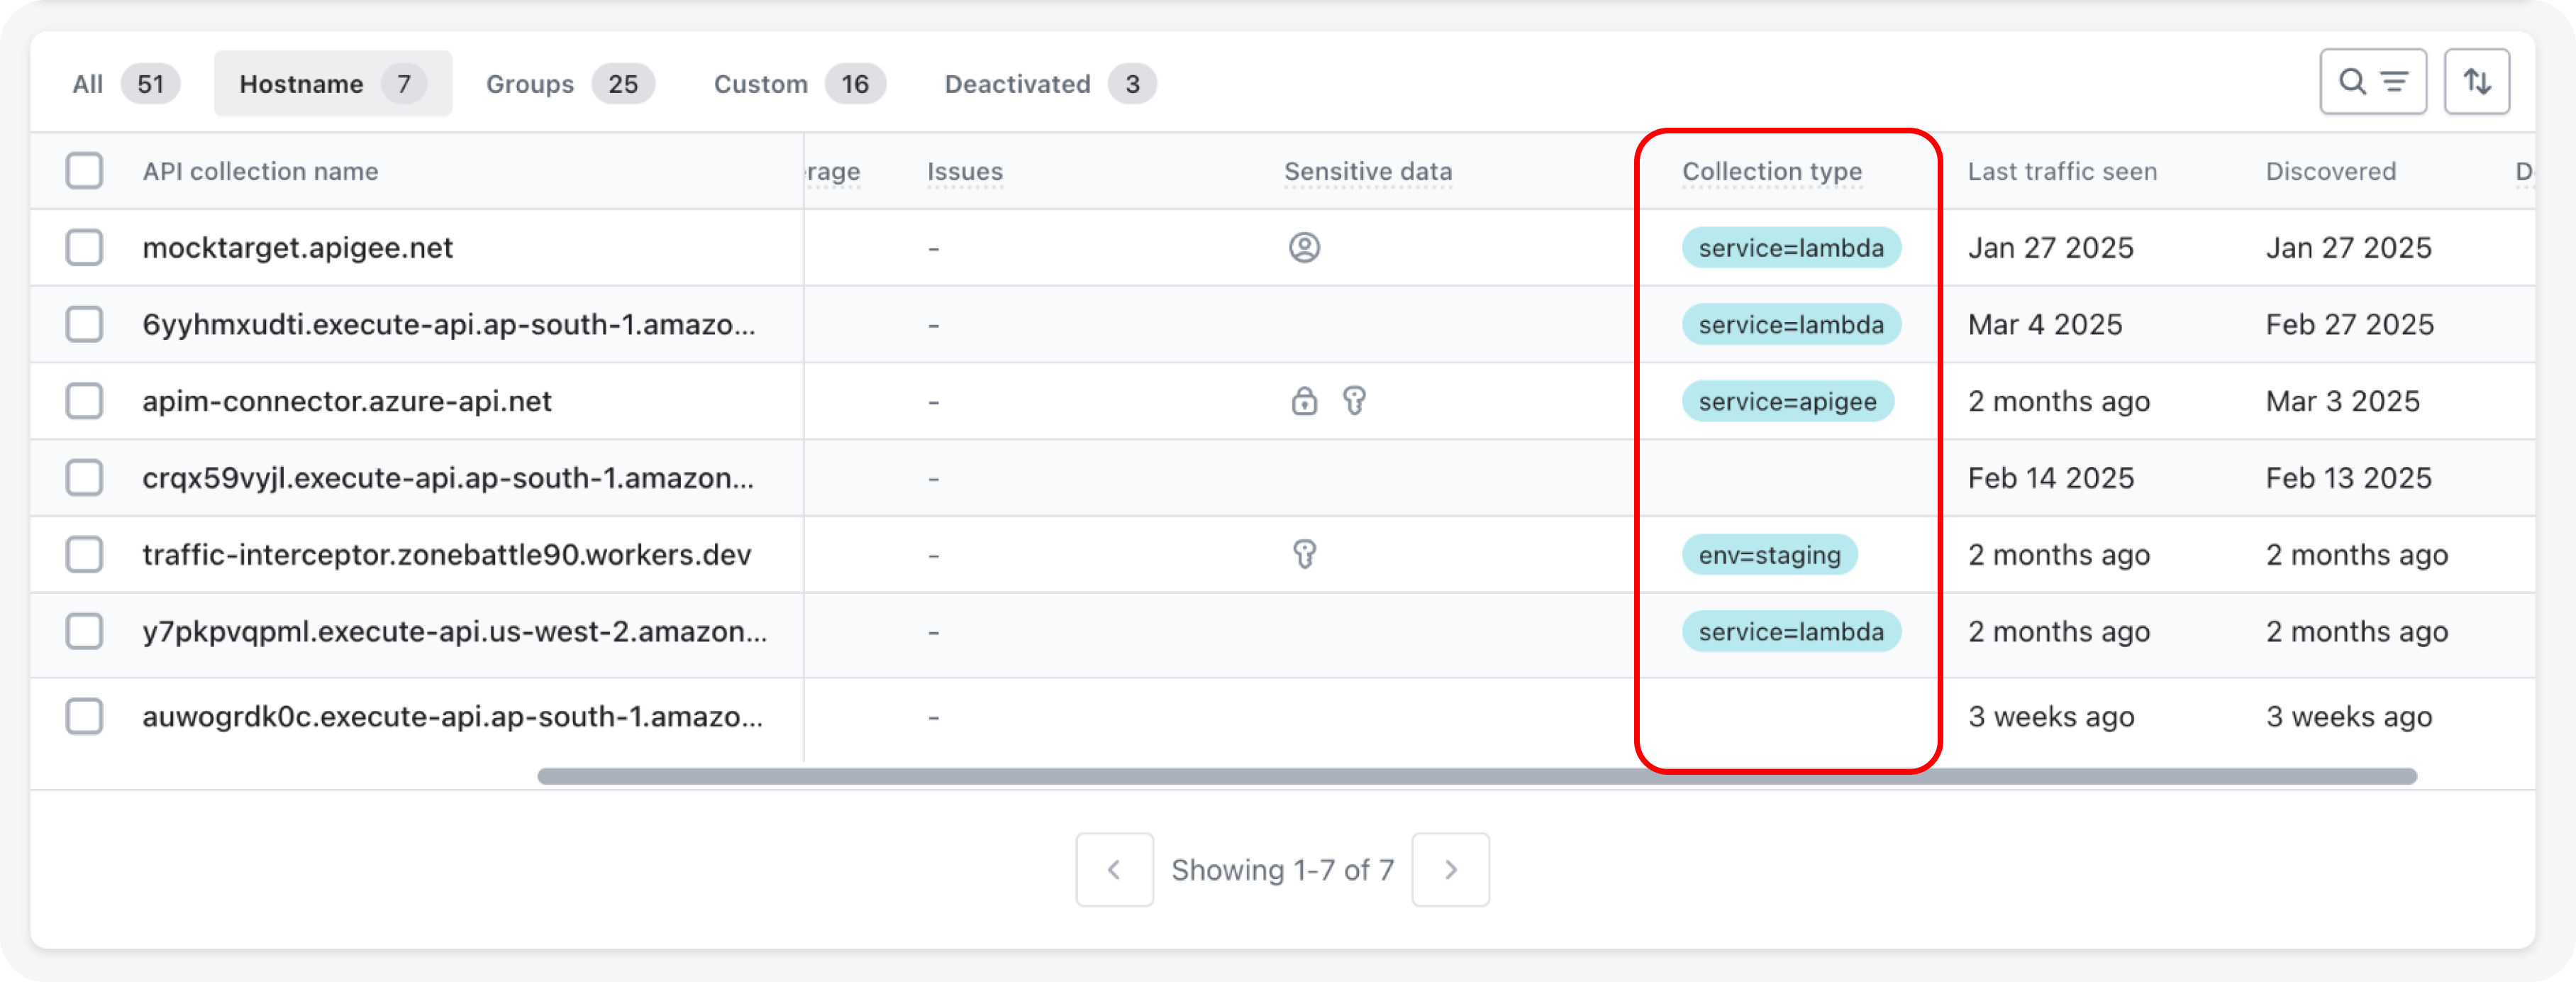 All 51 Hostname 7 Groups 25 Custom 16 Deactivated 3
API collection name rage Issues Sensitive data Collection type Last traffic seen Discovered D
mocktarget.apigee.net - service=lambda Jan 27 2025 Jan 27 2025
6yyhmxudti.execute-api.ap-south-1.amazo... - service=lambda Mar 4 2025 Feb 27 2025
apim-connector.azure-api.net - service=apigee 2 months ago Mar 3 2025
crqx59vyjl.execute-api.ap-south-1.amazon... - Feb 14 2025 Feb 13 2025
traffic-interceptor.zonebattle90.workers.dev - env=staging 2 months ago 2 months ago
y7pkpvqpml.execute-api.us-west-2.amazon... - service=lambda 2 months ago 2 months ago
auwogrdk0c.execute-api.ap-south-1.amazo... - 3 weeks ago 3 weeks ago
Showing 1-7 of 7